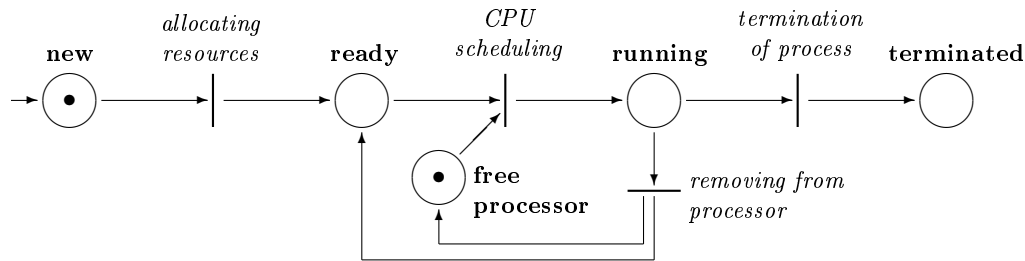 allocating
resources
CPU
scheduling
termination
of process
new
ready
running
terminated
free
processor
removing from
processor